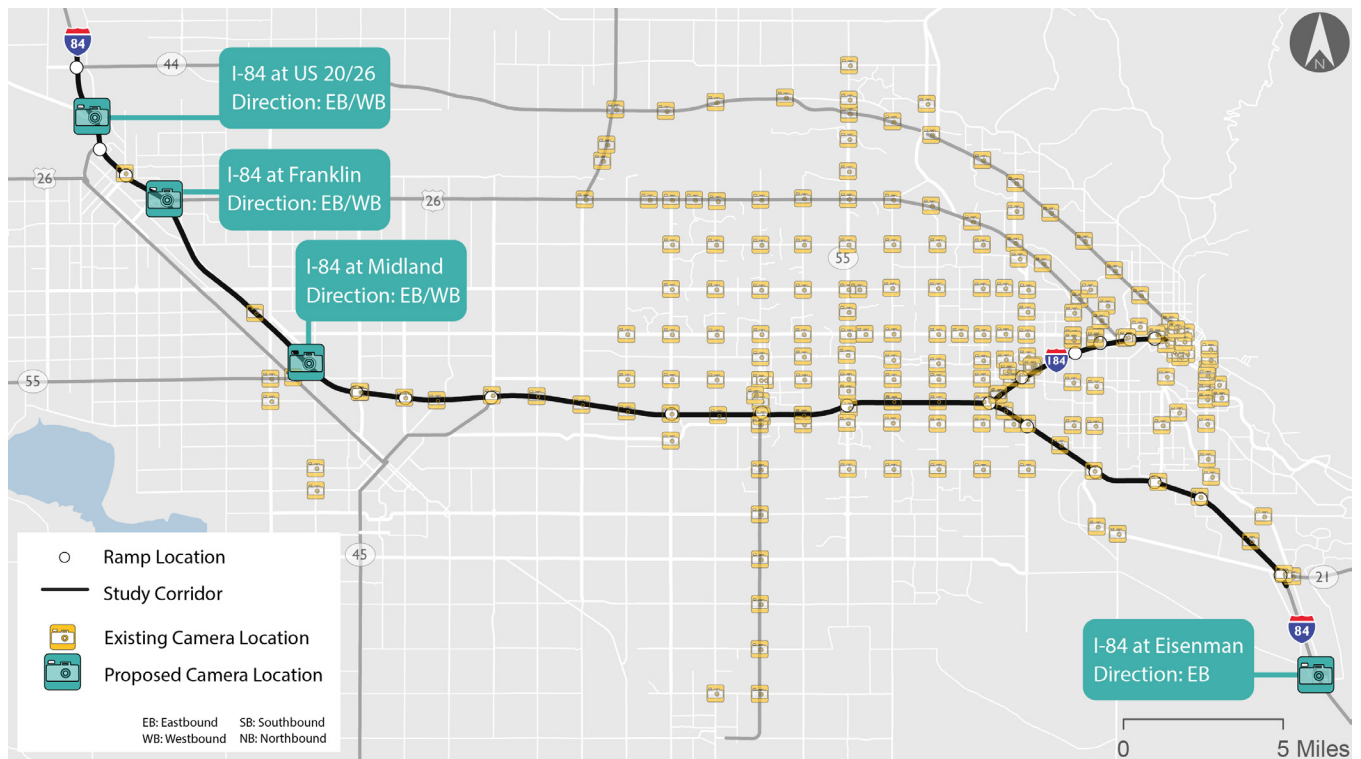 84
44
I-84 at US 20/26
Direction: EB/WB
N
I-84 at Franklin
Direction: EB/WB
26
26
I-84 at Midland
Direction: EB/WB
55
184
55
45
21
84
Ramp Location
Study Corridor
Existing Camera Location
Proposed Camera Location
EB: Eastbound SB: Southbound
WB: Westbound NB: Northbound
I-84 at Eisenman
Direction: EB
0 5 Miles